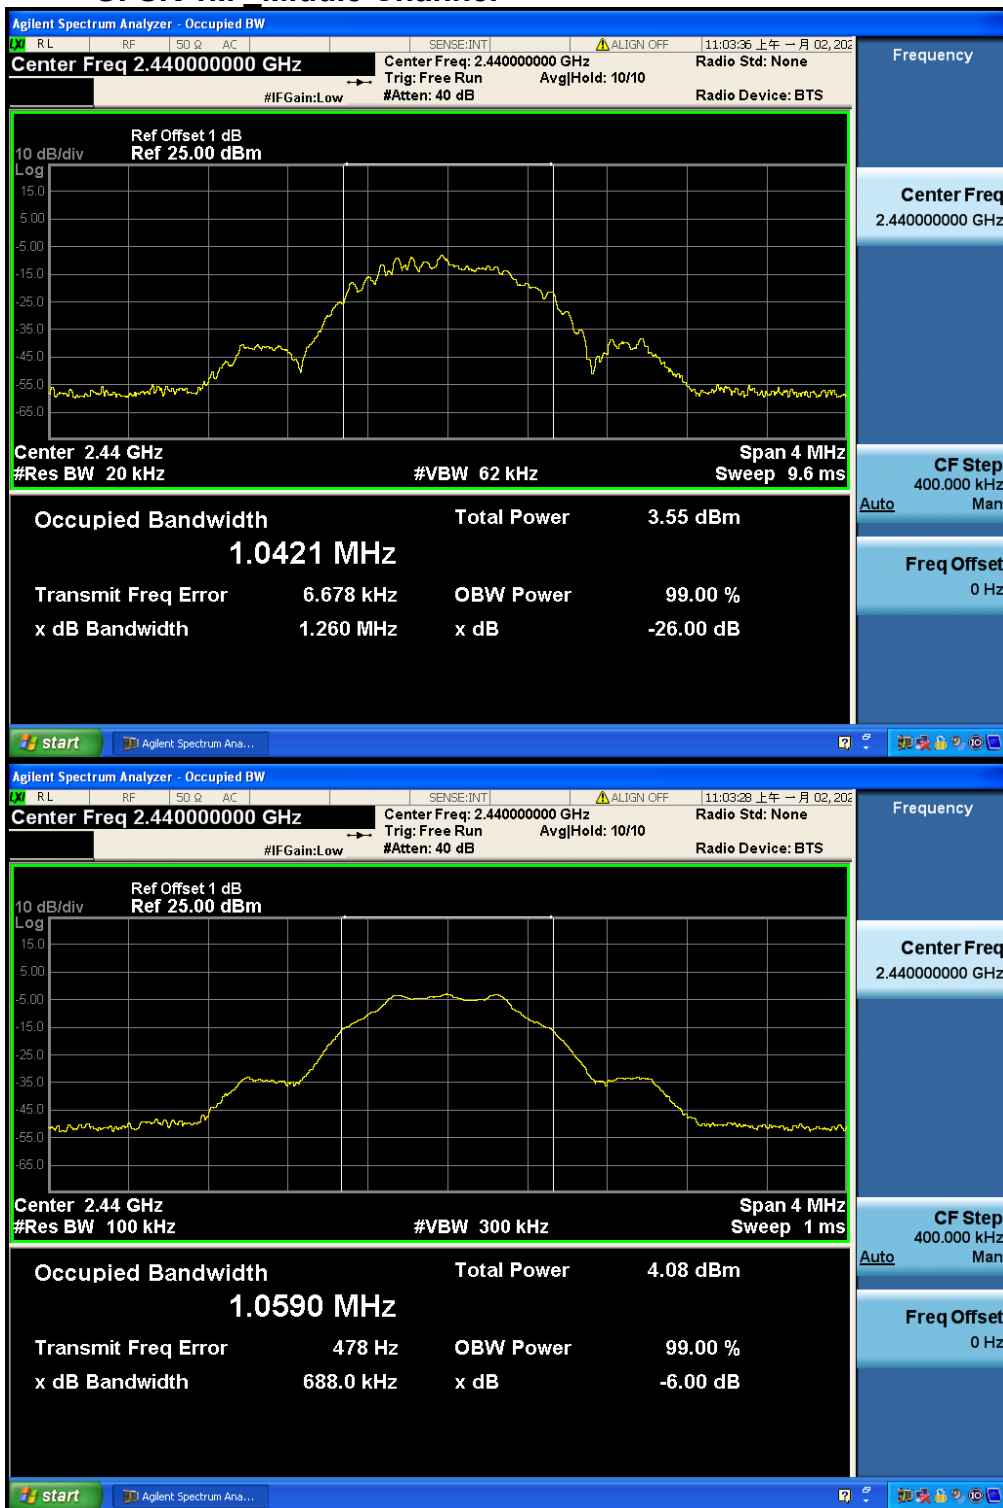 Agilent Spectrum Analyzer - Occupied BW
LXI RL RF 50 Ω AC SENSE:INT ALIGN OFF 11:03:36 上午 一月 02, 202
Center Freq 2.440000000 GHz
Center Freq: 2.440000000 GHz
Radio Std: None
Trig: Free Run Avg|Hold: 10/10
#IFGain:Low #Atten: 40 dB Radio Device: BTS
Frequency
Ref Offset 1 dB
10 dB/div Ref 25.00 dBm
Log
15.0
5.00
-5.00
-15.0
-25.0
-35.0
-45.0
-55.0
-65.0
Center 2.44 GHz Span 4 MHz
#Res BW 20 kHz #VBW 62 kHz Sweep 9.6 ms
Center Freq
2.440000000 GHz
CF Step
400.000 kHz
Auto Man
Freq Offset
0 Hz
Occupied Bandwidth Total Power 3.55 dBm
1.0421 MHz
Transmit Freq Error 6.678 kHz OBW Power 99.00 %
x dB Bandwidth 1.260 MHz x dB -26.00 dB
start Agilent Spectrum Ana...
Agilent Spectrum Analyzer - Occupied BW
LXI RL RF 50 Ω AC SENSE:INT ALIGN OFF 11:03:28 上午 一月 02, 202
Center Freq 2.440000000 GHz
Center Freq: 2.440000000 GHz
Radio Std: None
Trig: Free Run Avg|Hold: 10/10
#IFGain:Low #Atten: 40 dB Radio Device: BTS
Frequency
Ref Offset 1 dB
10 dB/div Ref 25.00 dBm
Log
15.0
5.00
-5.00
-15.0
-25.0
-35.0
-45.0
-55.0
-65.0
Center 2.44 GHz Span 4 MHz
#Res BW 100 kHz #VBW 300 kHz Sweep 1 ms
Center Freq
2.440000000 GHz
CF Step
400.000 kHz
Auto Man
Freq Offset
0 Hz
Occupied Bandwidth Total Power 4.08 dBm
1.0590 MHz
Transmit Freq Error 478 Hz OBW Power 99.00 %
x dB Bandwidth 688.0 kHz x dB -6.00 dB
start Agilent Spectrum Ana...